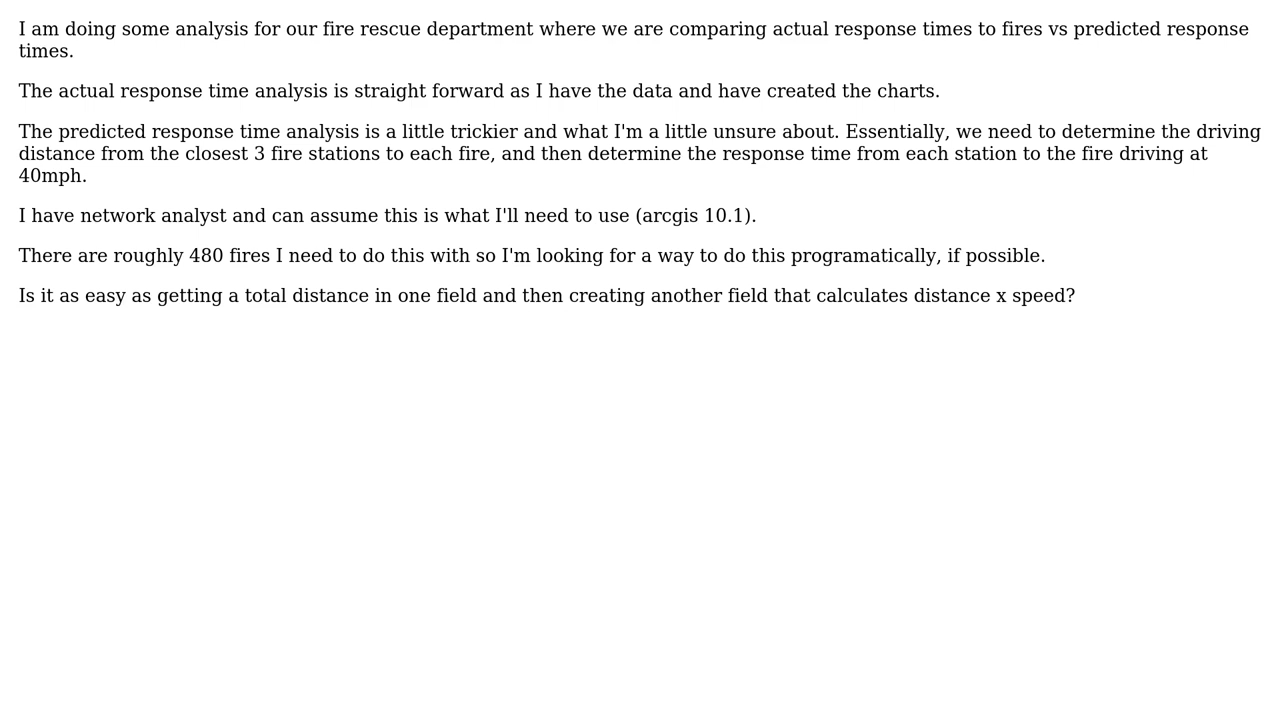 I am doing some analysis for our fire rescue department where we are comparing actual response times to fires vs predicted response
times.
The actual response time analysis is straight forward as I have the data and have created the charts.
The predicted response time analysis is a little trickier and what I'm a little unsure about. Essentially, we need to determine the driving
distance from the closest 3 fire stations to each fire, and then determine the response time from each station to the fire driving at
40mph.
I have network analyst and can assume this is what I'll need to use (arcgis 10.1).
There are roughly 480 fires I need to do this with so I'm looking for a way to do this programatically, if possible.
Is it as easy as getting a total distance in one field and then creating another field that calculates distance x speed?